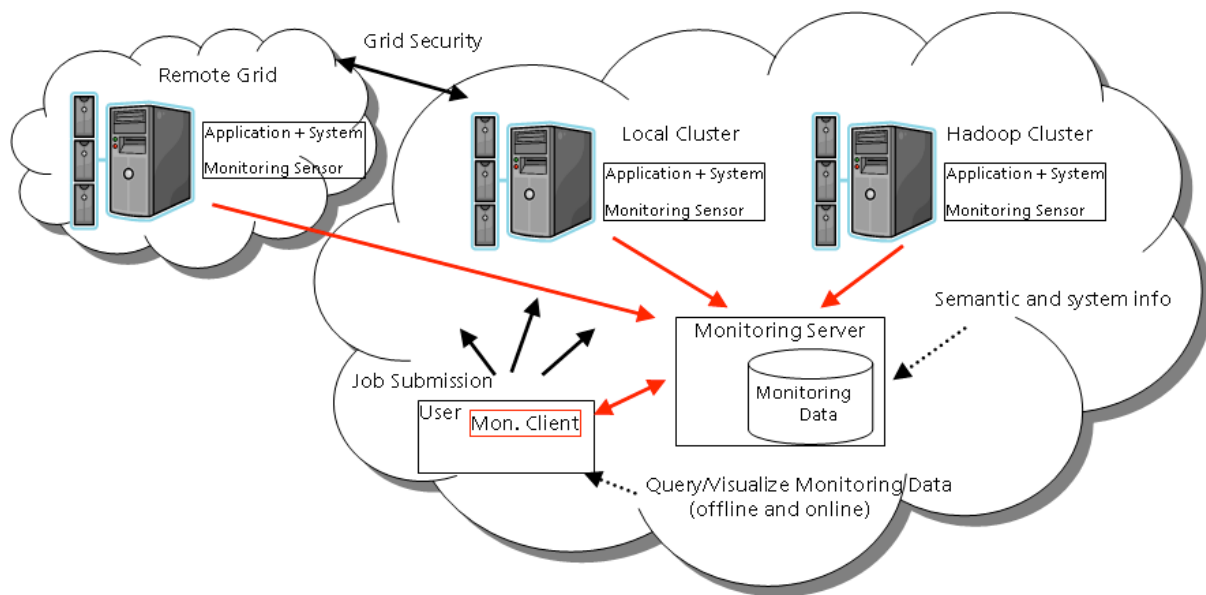 Grid Security
Remote Grid
Application + System
Monitoring Sensor
Local Cluster
Application + System
Monitoring Sensor
Hadoop Cluster
Application + System
Monitoring Sensor
Semantic and system info
Monitoring Server
Monitoring
Data
Job Submission
User
Mon. Client
Query/Visualize Monitoring Data
(offline and online)